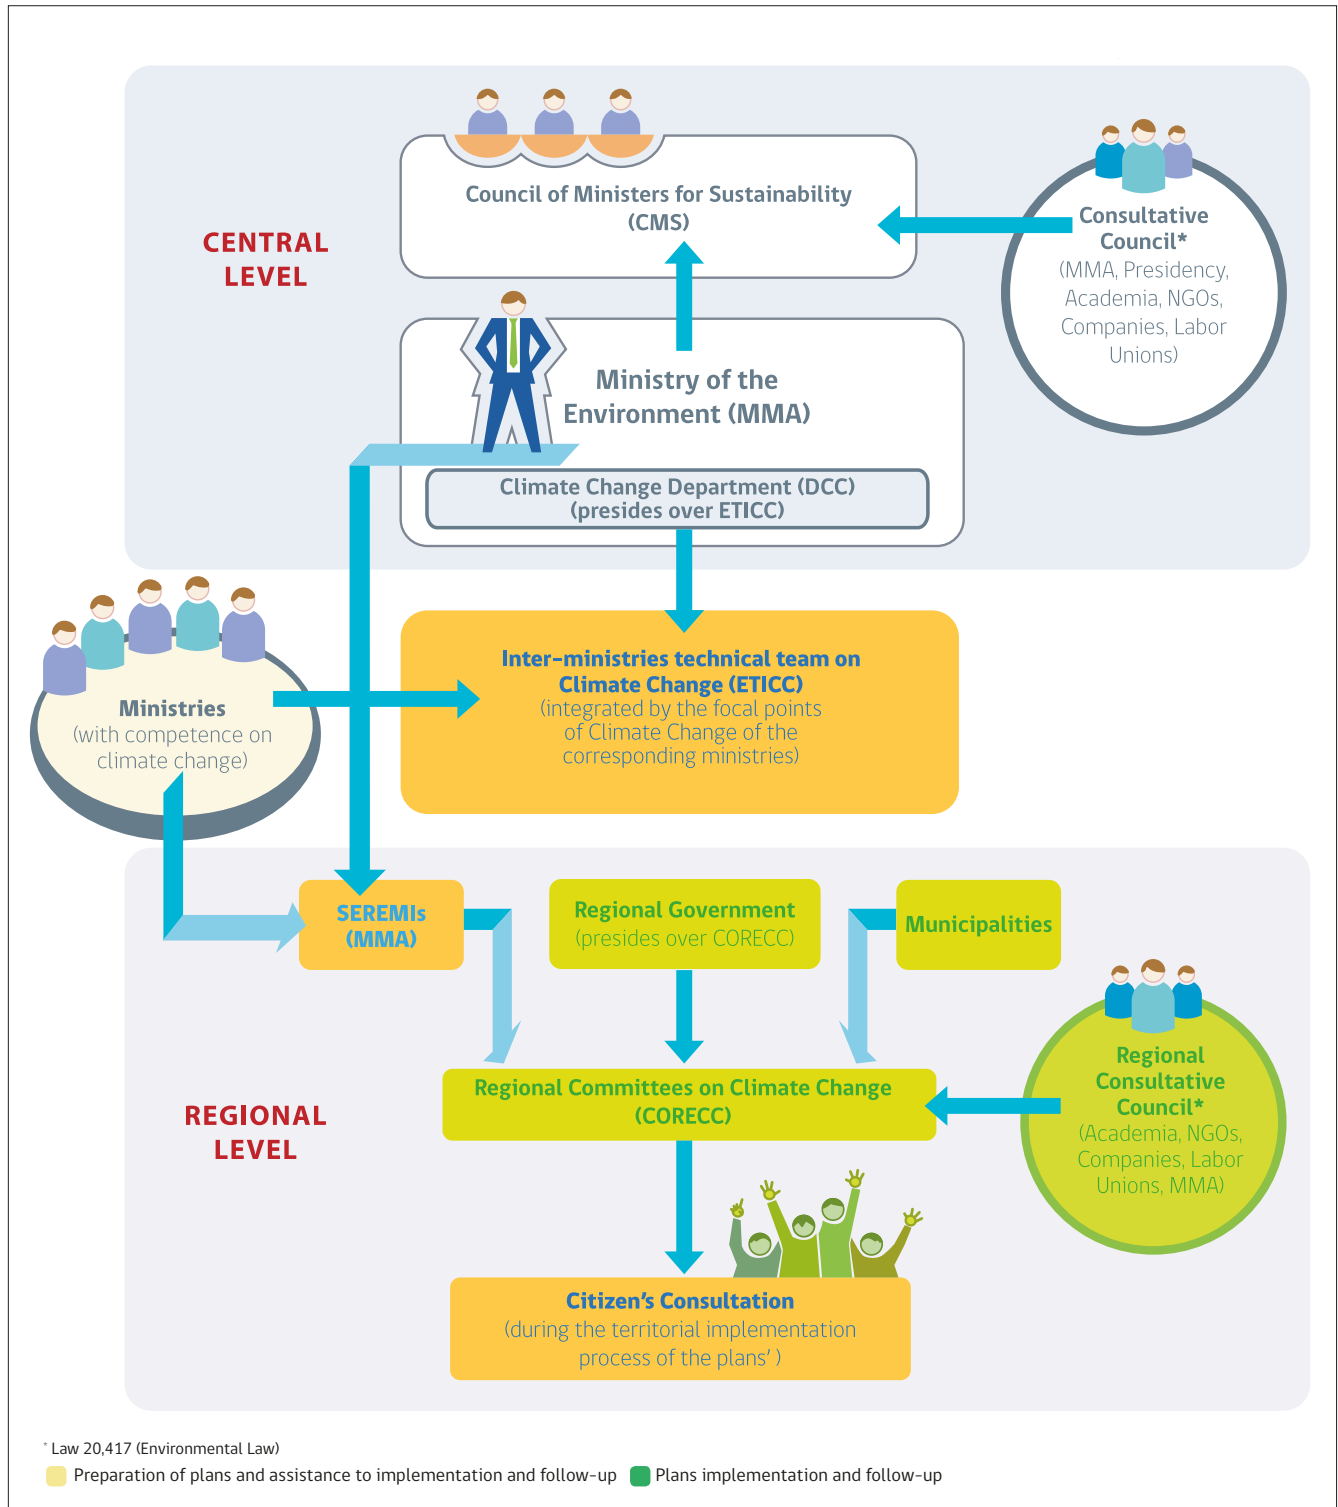 CENTRAL
LEVEL
Council of Ministers for Sustainability
(CMS)
Consultative
Council*
(MMA, Presidency,
Academia, NGOs,
Companies, Labor
Unions)
Ministry of the
Environment (MMA)
Climate Change Department (DCC)
(presides over ETICC)
Ministries
(with competence on
climate change)
Inter-ministries technical team on
Climate Change (ETICC)
(integrated by the focal points
of Climate Change of the
corresponding ministries)
REGIONAL
LEVEL
SEREMIs
(MMA)
Regional Government
(presides over CORECC)
Municipalities
Regional Committees on Climate Change
(CORECC)
Regional
Consultative
Council*
(Academia, NGOs,
Companies, Labor
Unions, MMA)
Citizen's Consultation
(during the territorial implementation
process of the plans' )
* Law 20,417 (Environmental Law)
Preparation of plans and assistance to implementation and follow-up
Plans implementation and follow-up